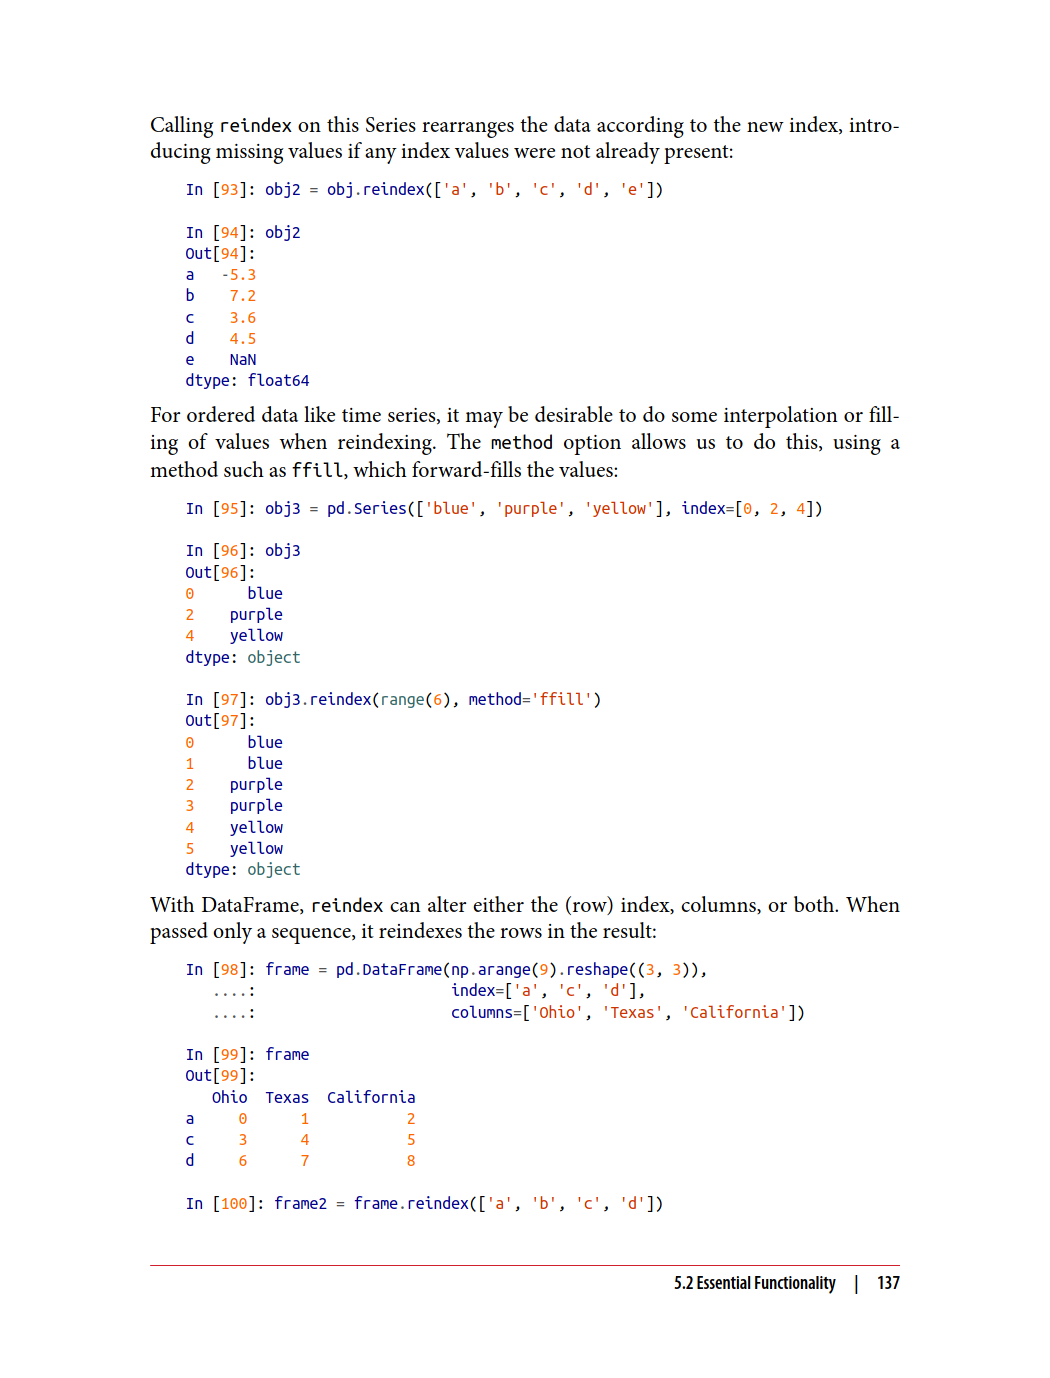 Calling reindex on this Series rearranges the data according to the new index, intro-
ducing missing values if any index values were not already present:
In [93]: obj2 = obj.reindex(['a', 'b', 'c', 'd', 'e'])
In [94]: obj2
Out[94]:
a   -5.3
b    7.2
c    3.6
d    4.5
e    NaN
dtype: float64
For ordered data like time series, it may be desirable to do some interpolation or fill-
ing of values when reindexing. The method option allows us to do this, using a
method such as ffill, which forward-fills the values:
In [95]: obj3 = pd.Series(['blue', 'purple', 'yellow'], index=[0, 2, 4])
In [96]: obj3
Out[96]:
0      blue
2    purple
4    yellow
dtype: object
In [97]: obj3.reindex(range(6), method='ffill')
Out[97]:
0      blue
1      blue
2    purple
3    purple
4    yellow
5    yellow
dtype: object
With DataFrame, reindex can alter either the (row) index, columns, or both. When
passed only a sequence, it reindexes the rows in the result:
In [98]: frame = pd.DataFrame(np.arange(9).reshape((3, 3)),
   ....:                      index=['a', 'c', 'd'],
   ....:                      columns=['Ohio', 'Texas', 'California'])
In [99]: frame
Out[99]:
   Ohio  Texas  California
a     0      1           2
c     3      4           5
d     6      7           8
In [100]: frame2 = frame.reindex(['a', 'b', 'c', 'd'])
5.2 Essential Functionality | 137